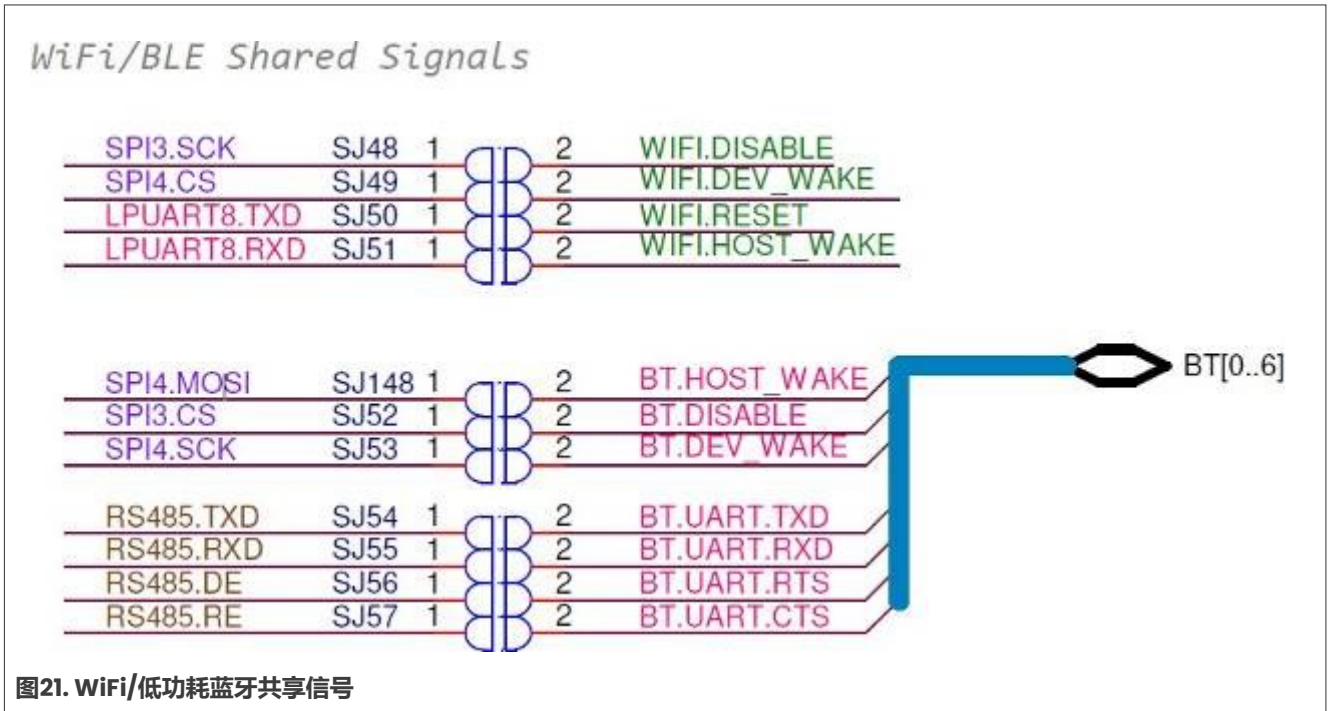 WiFi/BLE Shared Signals
SPI3.SCK SJ48 1 2 WIFI.DISABLE
SPI4.CS SJ49 1 2 WIFI.DEV_WAKE
LPUART8.TXD SJ50 1 2 WIFI.RESET
LPUART8.RXD SJ51 1 2 WIFI.HOST_WAKE
BT[0..6]
SPI4.MOSI SJ148 1 2 BT.HOST_WAKE
SPI3.CS SJ52 1 2 BT.DISABLE
SPI4.SCK SJ53 1 2 BT.DEV_WAKE
RS485.TXD SJ54 1 2 BT.UART.TXD
RS485.RXD SJ55 1 2 BT.UART.RXD
RS485.DE SJ56 1 2 BT.UART.RTS
RS485.RE SJ57 1 2 BT.UART.CTS
图21. WiFi/低功耗蓝牙共享信号